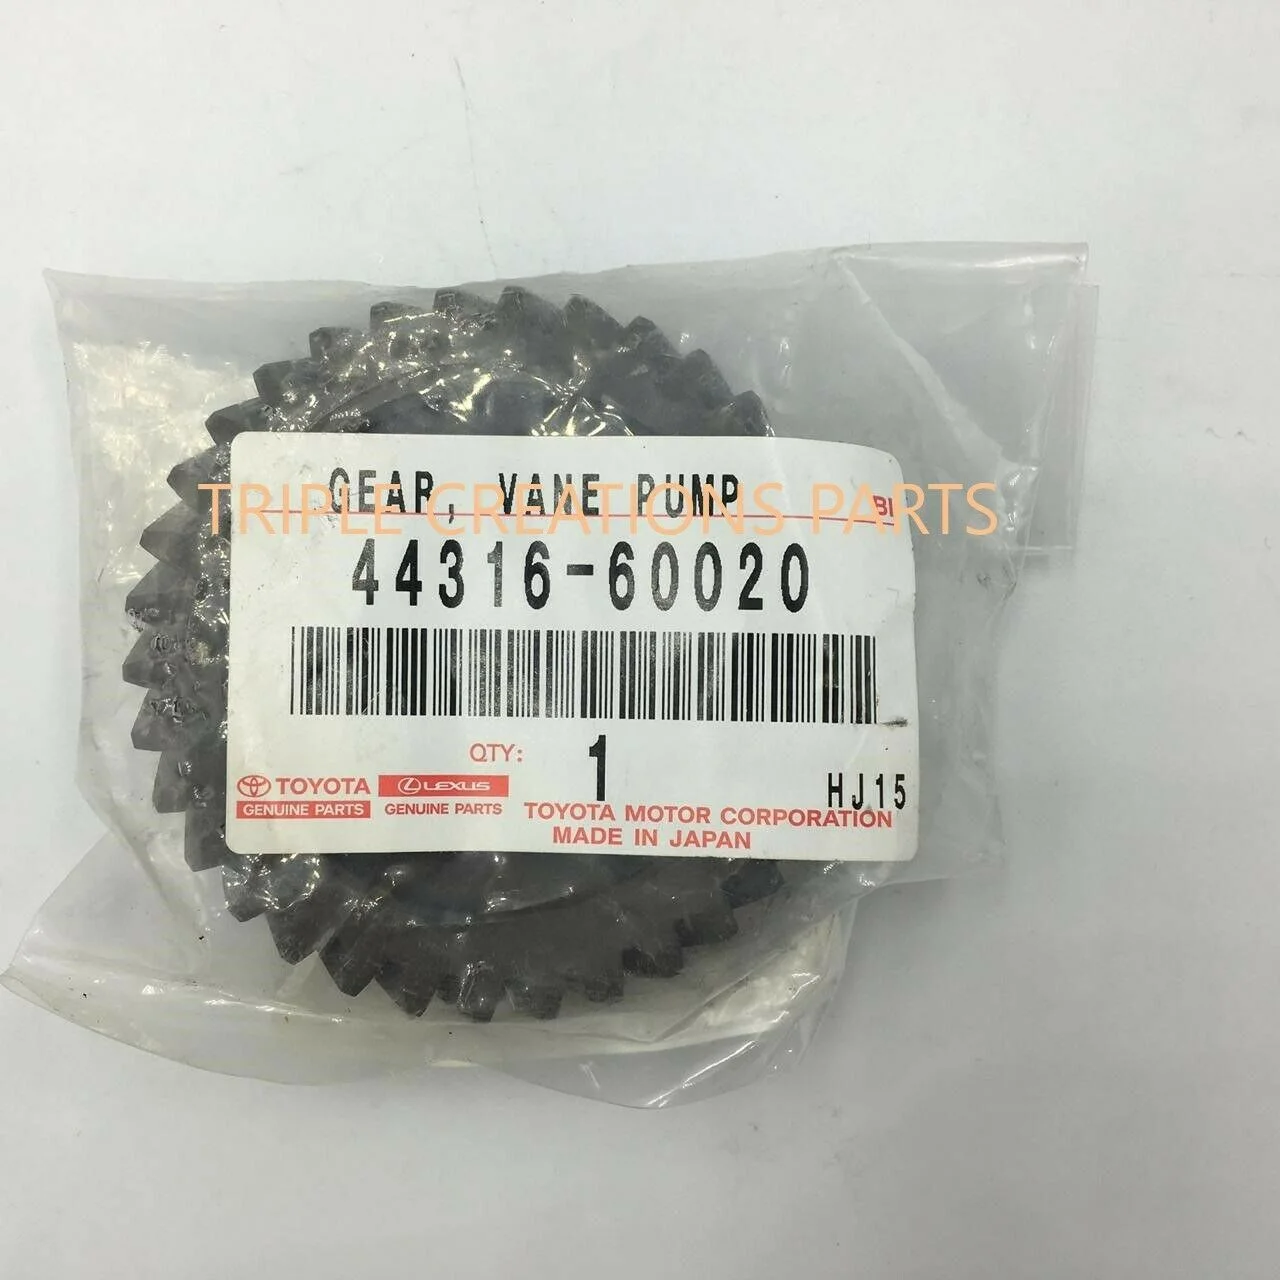 GEAR, VANE PUMP
TRIPLE CREATIONS PARTS
44316-60020
QTY: 1
HJ15
TOYOTA
GENUINE PARTS
LEXUS
GENUINE PARTS
TOYOTA MOTOR CORPORATION
MADE IN JAPAN